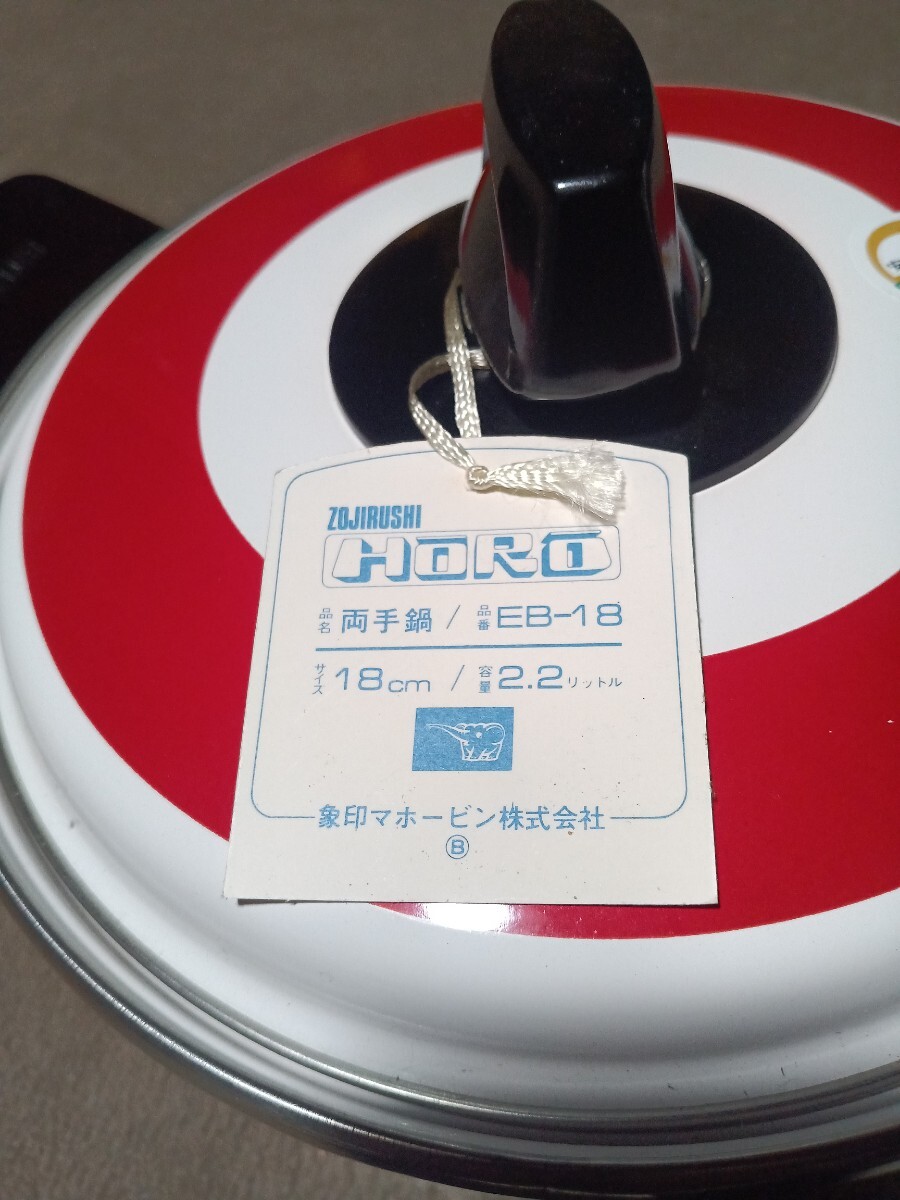 ZOJIRUSHI
HORO
品名 両手鍋 / 品番 EB-18
サイズ 18cm / 容量 2.2リットル
象印マホービン株式会社
Ⓑ